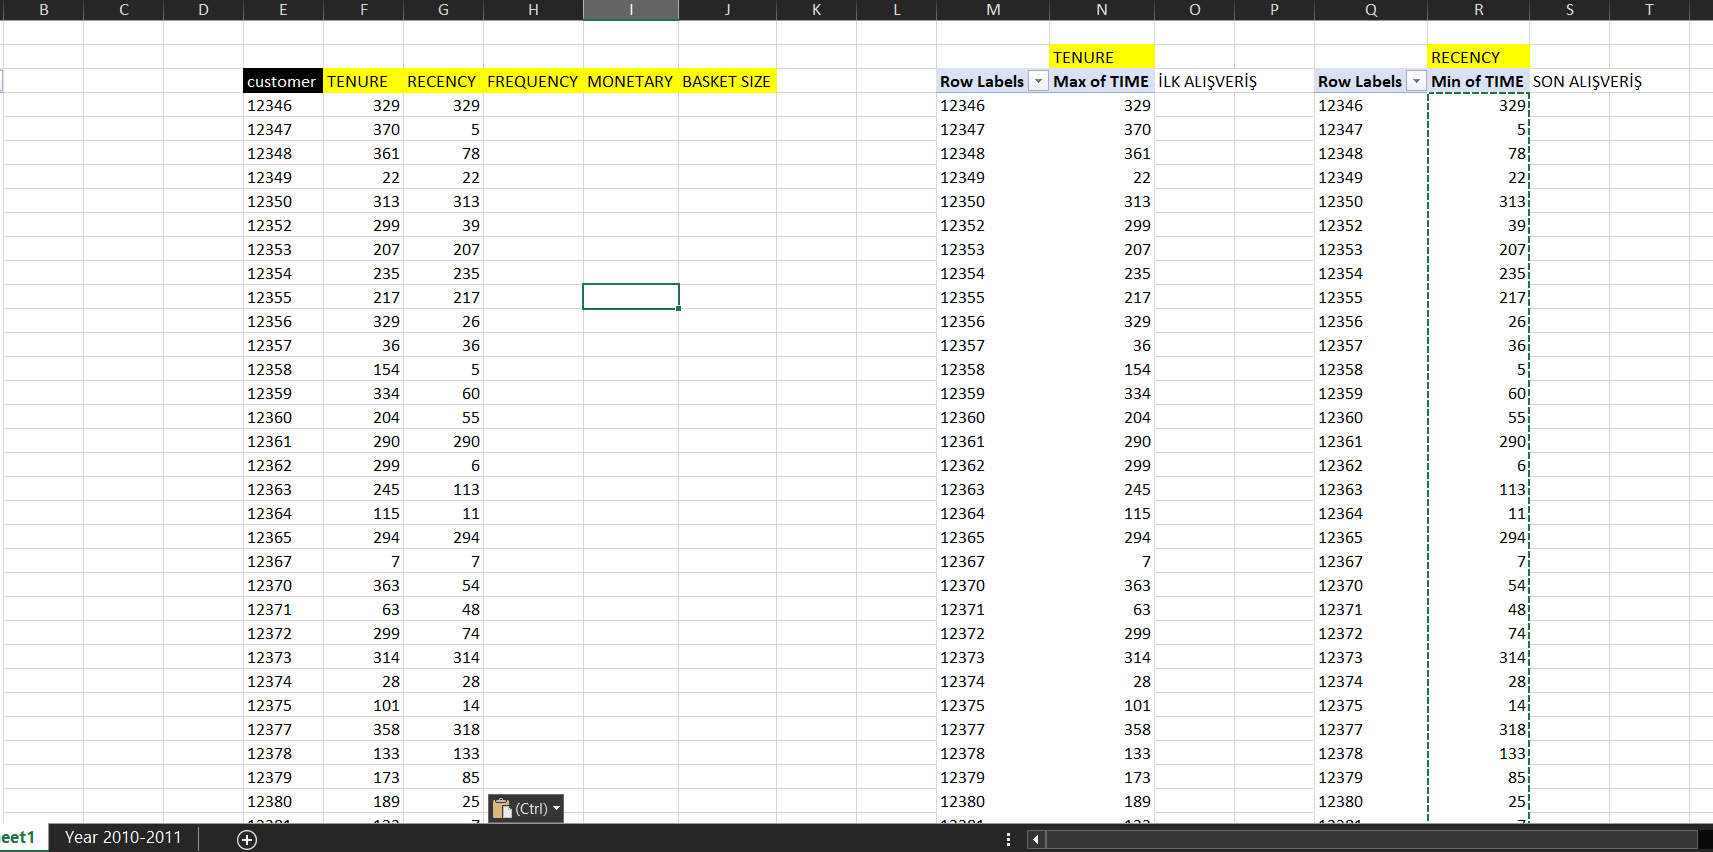 B C D E F G H I J K L M N O P Q R S T
TENURE RECENCY
customer TENURE RECENCY FREQUENCY MONETARY BASKET SIZE Row Labels Max of TIME İLK ALIŞVERİŞ Row Labels Min of TIME SON ALIŞVERİŞ
12346 329 329 12346 329 12346 329
12347 370 5 12347 370 12347 5
12348 361 78 12348 361 12348 78
12349 22 22 12349 22 12349 22
12350 313 313 12350 313 12350 313
12352 299 39 12352 299 12352 39
12353 207 207 12353 207 12353 207
12354 235 235 12354 235 12354 235
12355 217 217 12355 217 12355 217
12356 329 26 12356 329 12356 26
12357 36 36 12357 36 12357 36
12358 154 5 12358 154 12358 5
12359 334 60 12359 334 12359 60
12360 204 55 12360 204 12360 55
12361 290 290 12361 290 12361 290
12362 299 6 12362 299 12362 6
12363 245 113 12363 245 12363 113
12364 115 11 12364 115 12364 11
12365 294 294 12365 294 12365 294
12367 7 7 12367 7 12367 7
12370 363 54 12370 363 12370 54
12371 63 48 12371 63 12371 48
12372 299 74 12372 299 12372 74
12373 314 314 12373 314 12373 314
12374 28 28 12374 28 12374 28
12375 101 14 12375 101 12375 14
12377 358 318 12377 358 12377 318
12378 133 133 12378 133 12378 133
12379 173 85 12379 173 12379 85
12380 189 25 (Ctrl) 12380 189 12380 25
eet1 Year 2010-2011